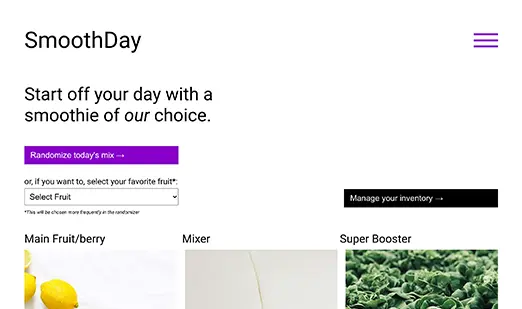 SmoothDay
Start off your day with a
smoothie of our choice.
Randomize today's mix →
or, if you want to, select your favorite fruit*:
Select Fruit
*This will be chosen more frequently in the randomizer
Manage your inventory →
Main Fruit/berry
Mixer
Super Booster